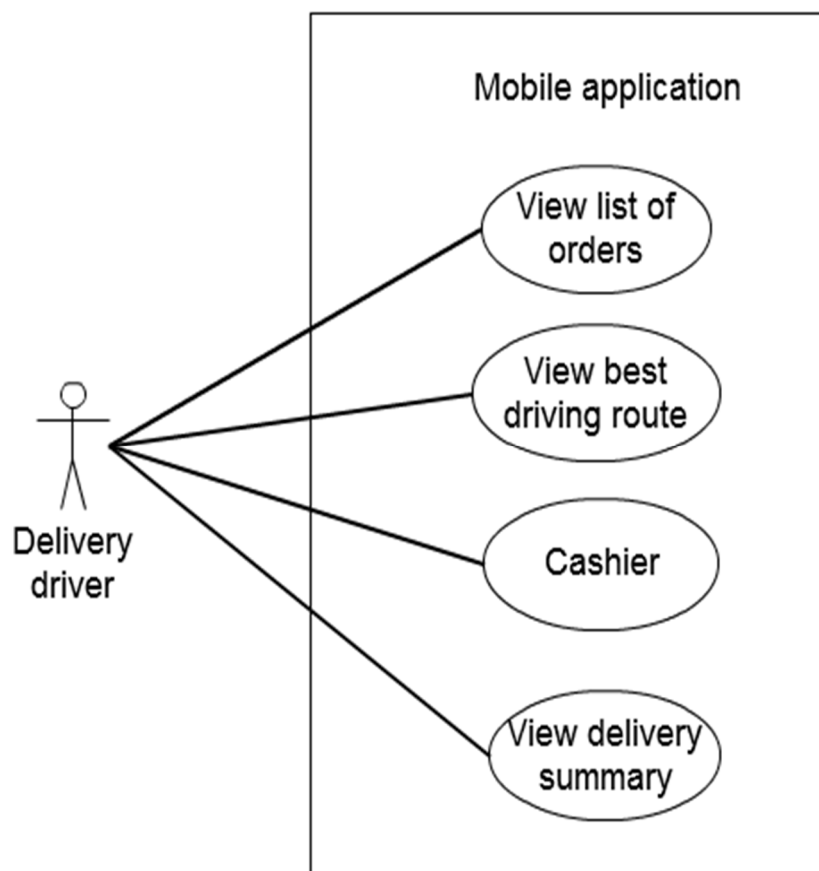 Mobile application
View list of
orders
View best
driving route
Delivery
driver
Cashier
View delivery
summary